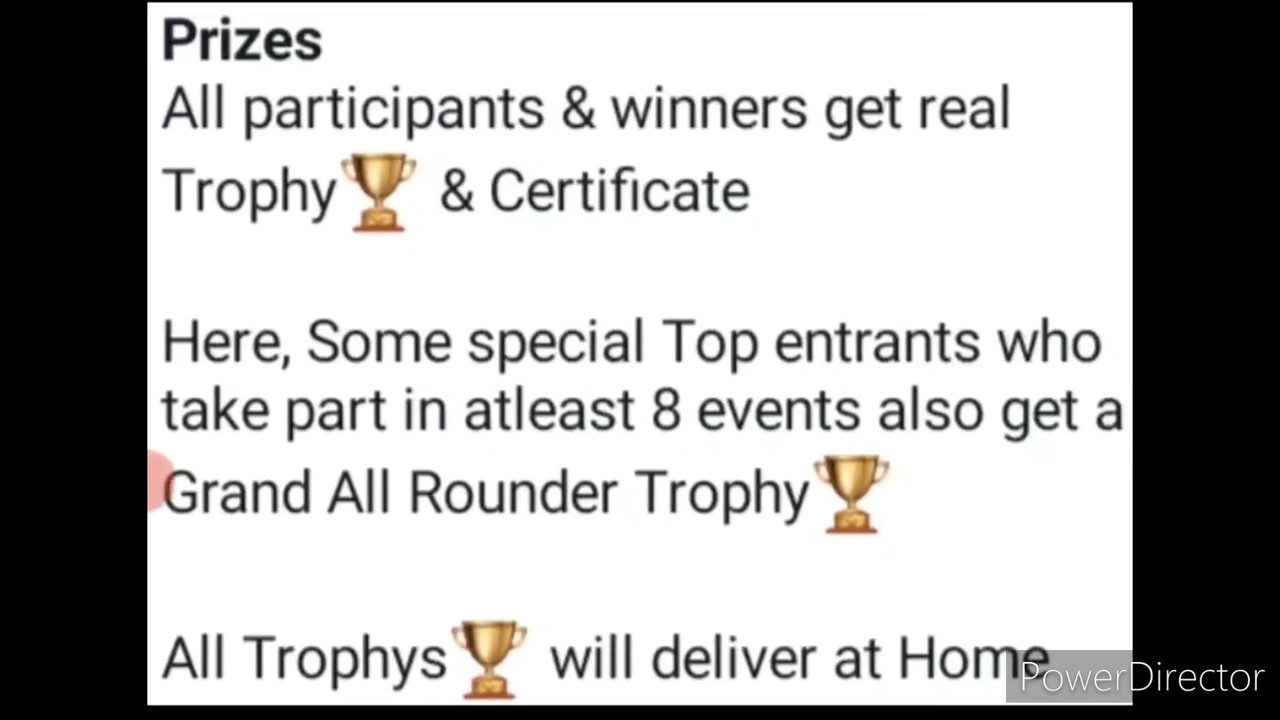 Prizes
All participants & winners get real
Trophy🏆 & Certificate
Here, Some special Top entrants who
take part in atleast 8 events also get a
Grand All Rounder Trophy🏆
All Trophys🏆 will deliver at Home
PowerDirector